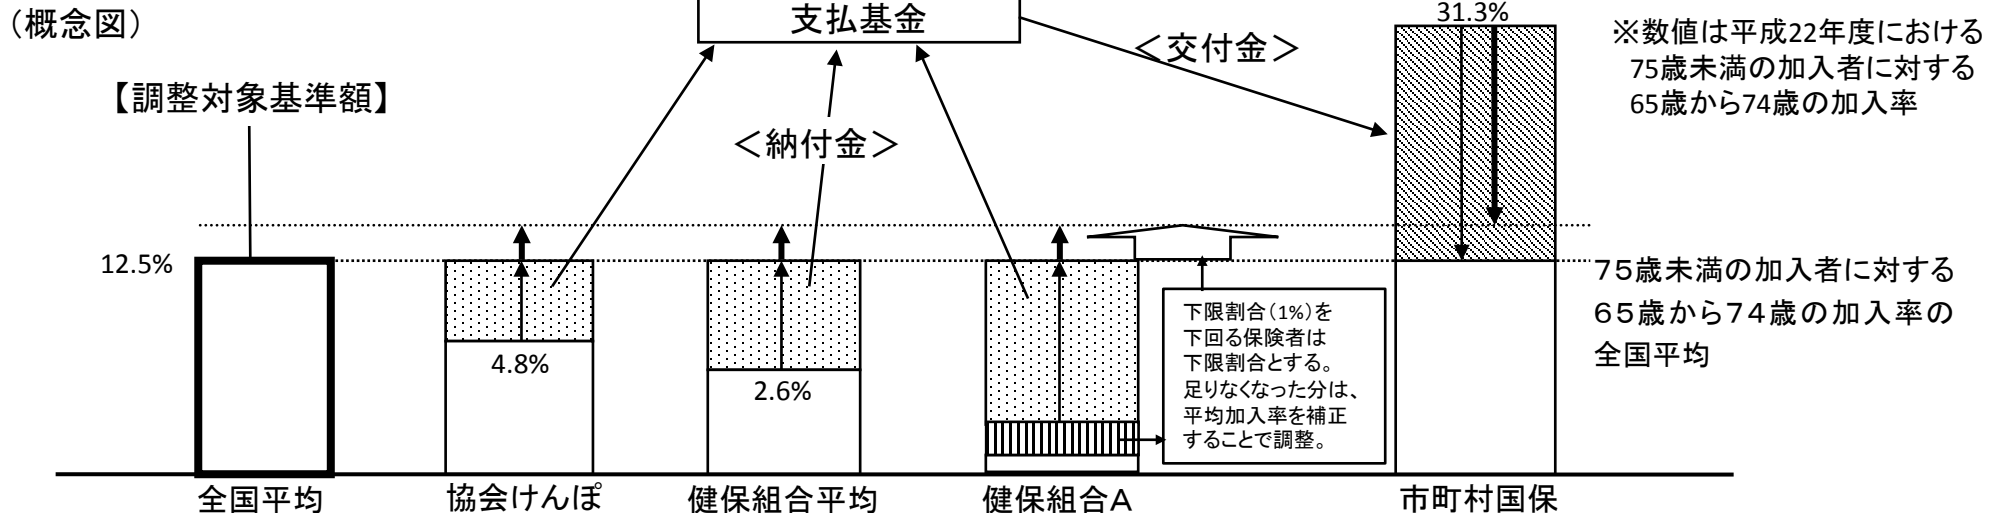 （概念図）
支払基金
31.3%
＜交付金＞
※数値は平成22年度における
75歳未満の加入者に対する
65歳から74歳の加入率
【調整対象基準額】
＜納付金＞
12.5%
4.8%
2.6%
下限割合（1%）を
下回る保険者は
下限割合とする。
足りなくなった分は、
平均加入率を補正
することで調整。
75歳未満の加入者に対する
65歳から74歳の加入率の
全国平均
全国平均
協会けんぽ
健保組合平均
健保組合A
市町村国保